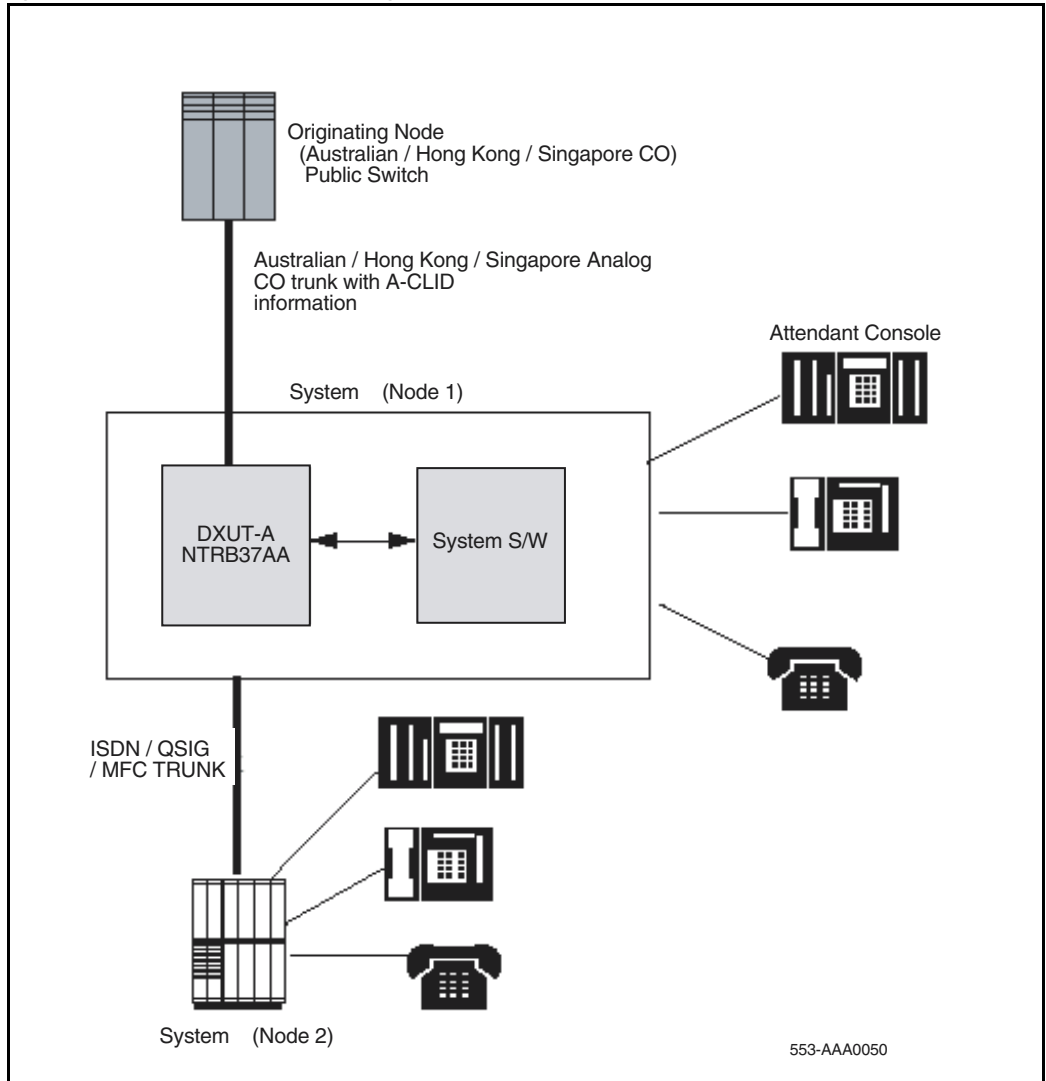 Originating Node
(Australian / Hong Kong / Singapore CO)
Public Switch
Australian / Hong Kong / Singapore Analog
CO trunk with A-CLID
information
Attendant Console
System (Node 1)
DXUT-A
NTRB37AA
System S/W
ISDN / QSIG
/ MFC TRUNK
System (Node 2)
553-AAA0050